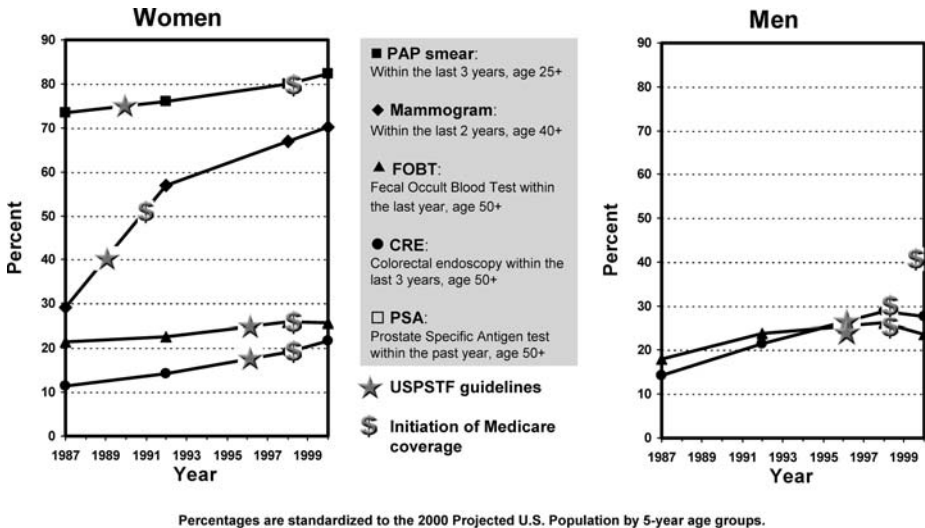 Women
90
80
70
60
50
40
30
20
10
0
Percent
1987 1989 1991 1993 1995 1997 1999
Year
$
$
$
$
PAP smear:
Within the last 3 years, age 25+
Mammogram:
Within the last 2 years, age 40+
FOBT:
Fecal Occult Blood Test within
the last year, age 50+
CRE:
Colorectal endoscopy within the
last 3 years, age 50+
PSA:
Prostate Specific Antigen test
within the past year, age 50+
USPSTF guidelines
$ Initiation of Medicare
coverage
Men
90
80
70
60
50
40
30
20
10
0
Percent
1987 1989 1991 1993 1995 1997 1999
Year
$
$
$
Percentages are standardized to the 2000 Projected U.S. Population by 5-year age groups.